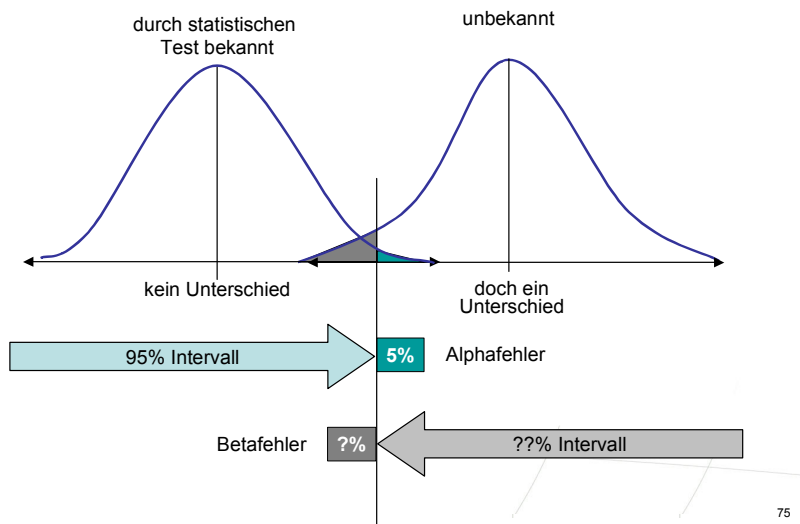 durch statistischen
Test bekannt
unbekannt
kein Unterschied
doch ein
Unterschied
95% Intervall
5%
Alphafehler
Betafehler
?%
??% Intervall
75